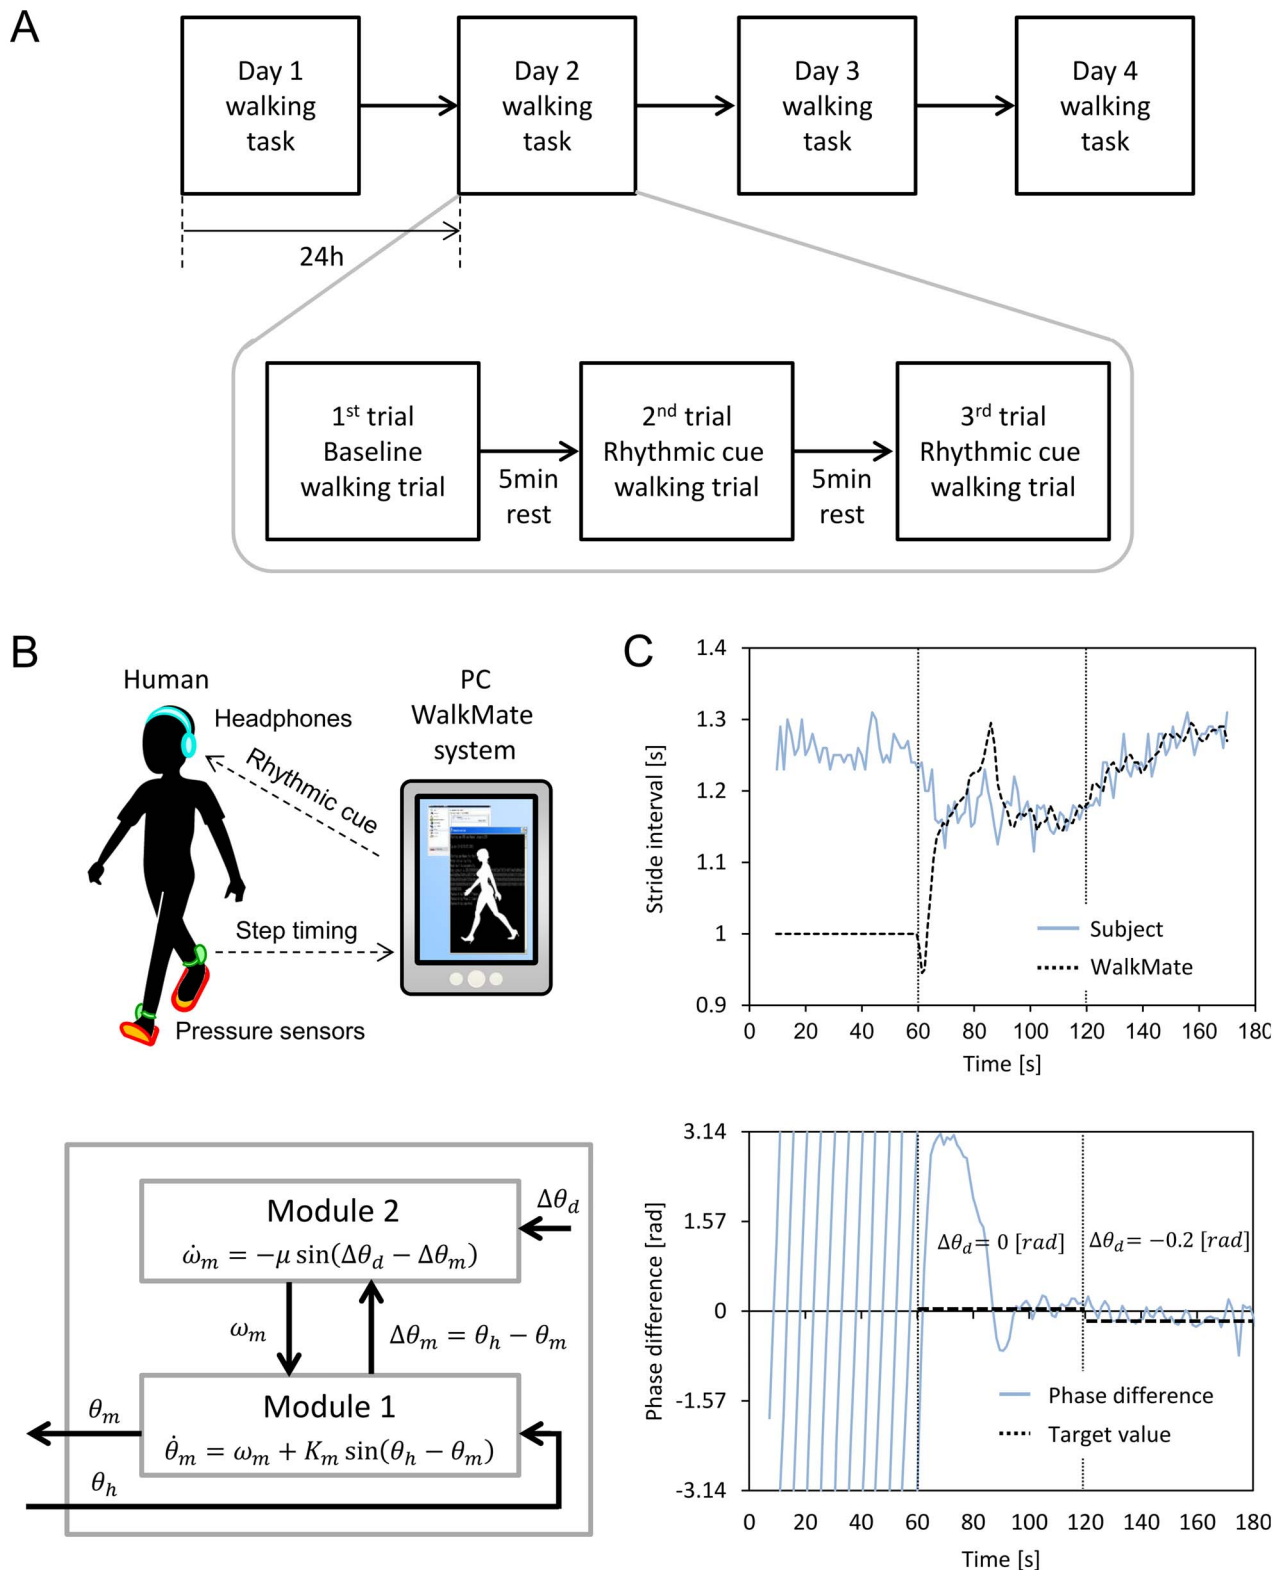 A
Day 1
walking
task
Day 2
walking
task
Day 3
walking
task
Day 4
walking
task
24h
1st trial
Baseline
walking trial
5min
rest
2nd trial
Rhythmic cue
walking trial
5min
rest
3rd trial
Rhythmic cue
walking trial
B
Human
Headphones
Rhythmic cue
PC
WalkMate
system
Step timing
Pressure sensors
Module 2
ω̇m = −μ sin(Δθd − Δθm)
Δθd
ωm
Δθm = θh − θm
Module 1
θ̇m = ωm + Km sin(θh − θm)
θm
θh
C
Stride interval [s]
1.4
1.3
1.2
1.1
1
0.9
Subject
WalkMate
0 20 40 60 80 100 120 140 160 180
Time [s]
Phase difference [rad]
3.14
1.57
0
-1.57
-3.14
Δθd = 0 [rad]
Δθd = −0.2 [rad]
Phase difference
Target value
0 20 40 60 80 100 120 140 160 180
Time [s]